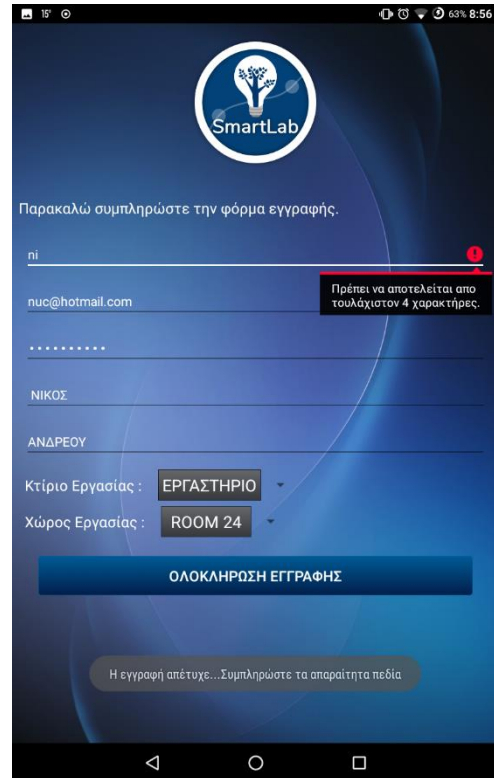 15° 63% 8:56
SmartLab
Παρακαλώ συμπληρώστε την φόρμα εγγραφής.
ni
Πρέπει να αποτελείται απο
τουλάχιστον 4 χαρακτήρες.
nuc@hotmail.com
..........
ΝΙΚΟΣ
ΑΝΔΡΕΟΥ
Κτίριο Εργασίας : ΕΡΓΑΣΤΗΡΙΟ
Χώρος Εργασίας : ROOM 24
ΟΛΟΚΛΗΡΩΣΗ ΕΓΓΡΑΦΗΣ
Η εγγραφή απέτυχε...Συμπληρώστε τα απαραίτητα πεδία